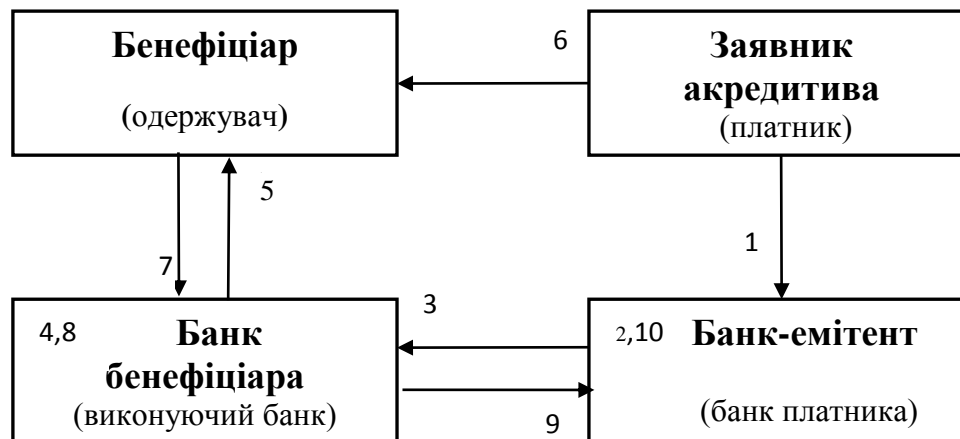 Бенефіціар
(одержувач)
6
Заявник
акредитива
(платник)
5
7
1
3
4,8
Банк
бенефіціара
(виконуючий банк)
2,10
Банк-емітент
(банк платника)
9